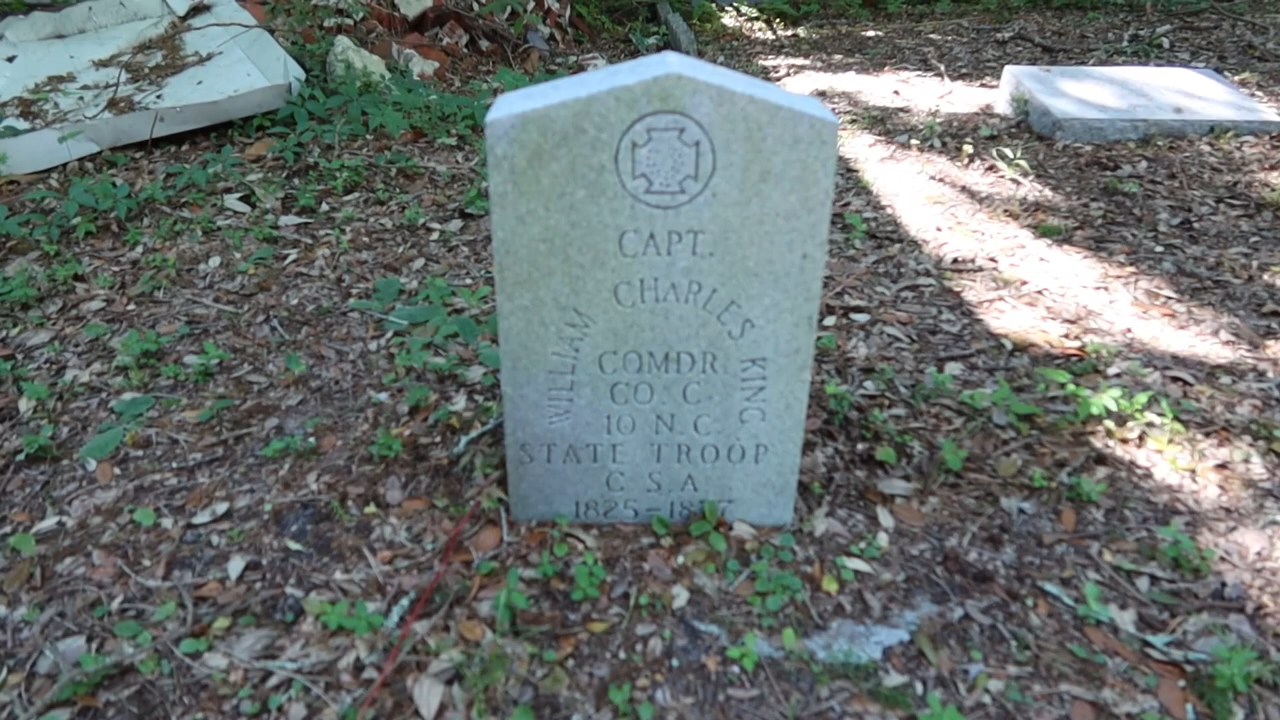 CAPT.
WILLIAM CHARLES KING
COMDR.
CO. C.
10 N. C.
STATE TROOP
C S A
1825-